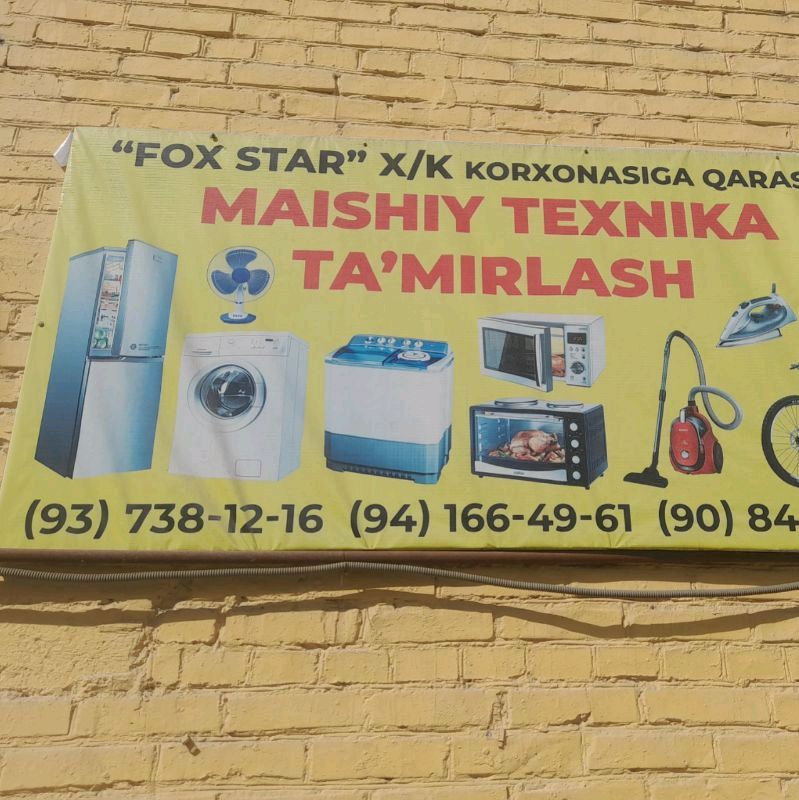 “FOX STAR” X/K KORXONASIGA QARAS
MAISHIY TEXNIKA
TA’MIRLASH
(93) 738-12-16 (94) 166-49-61 (90) 84